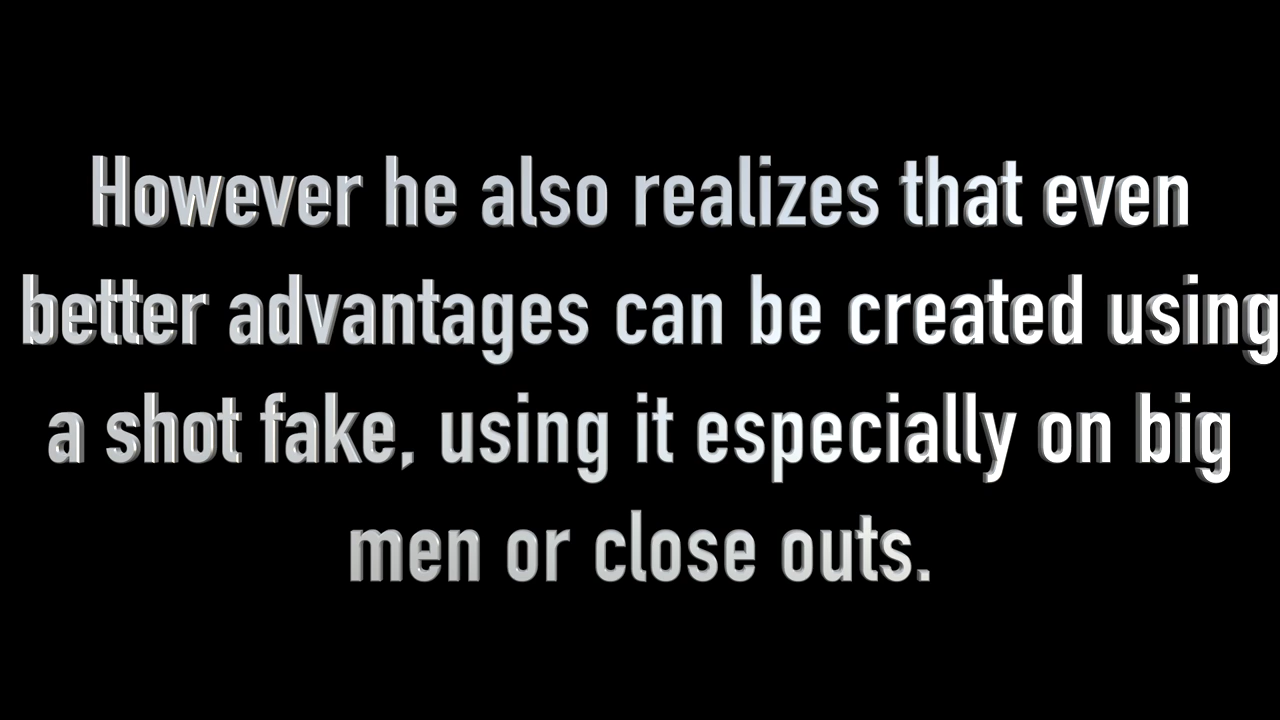 However he also realizes that even
better advantages can be created using
a shot fake, using it especially on big
men or close outs.